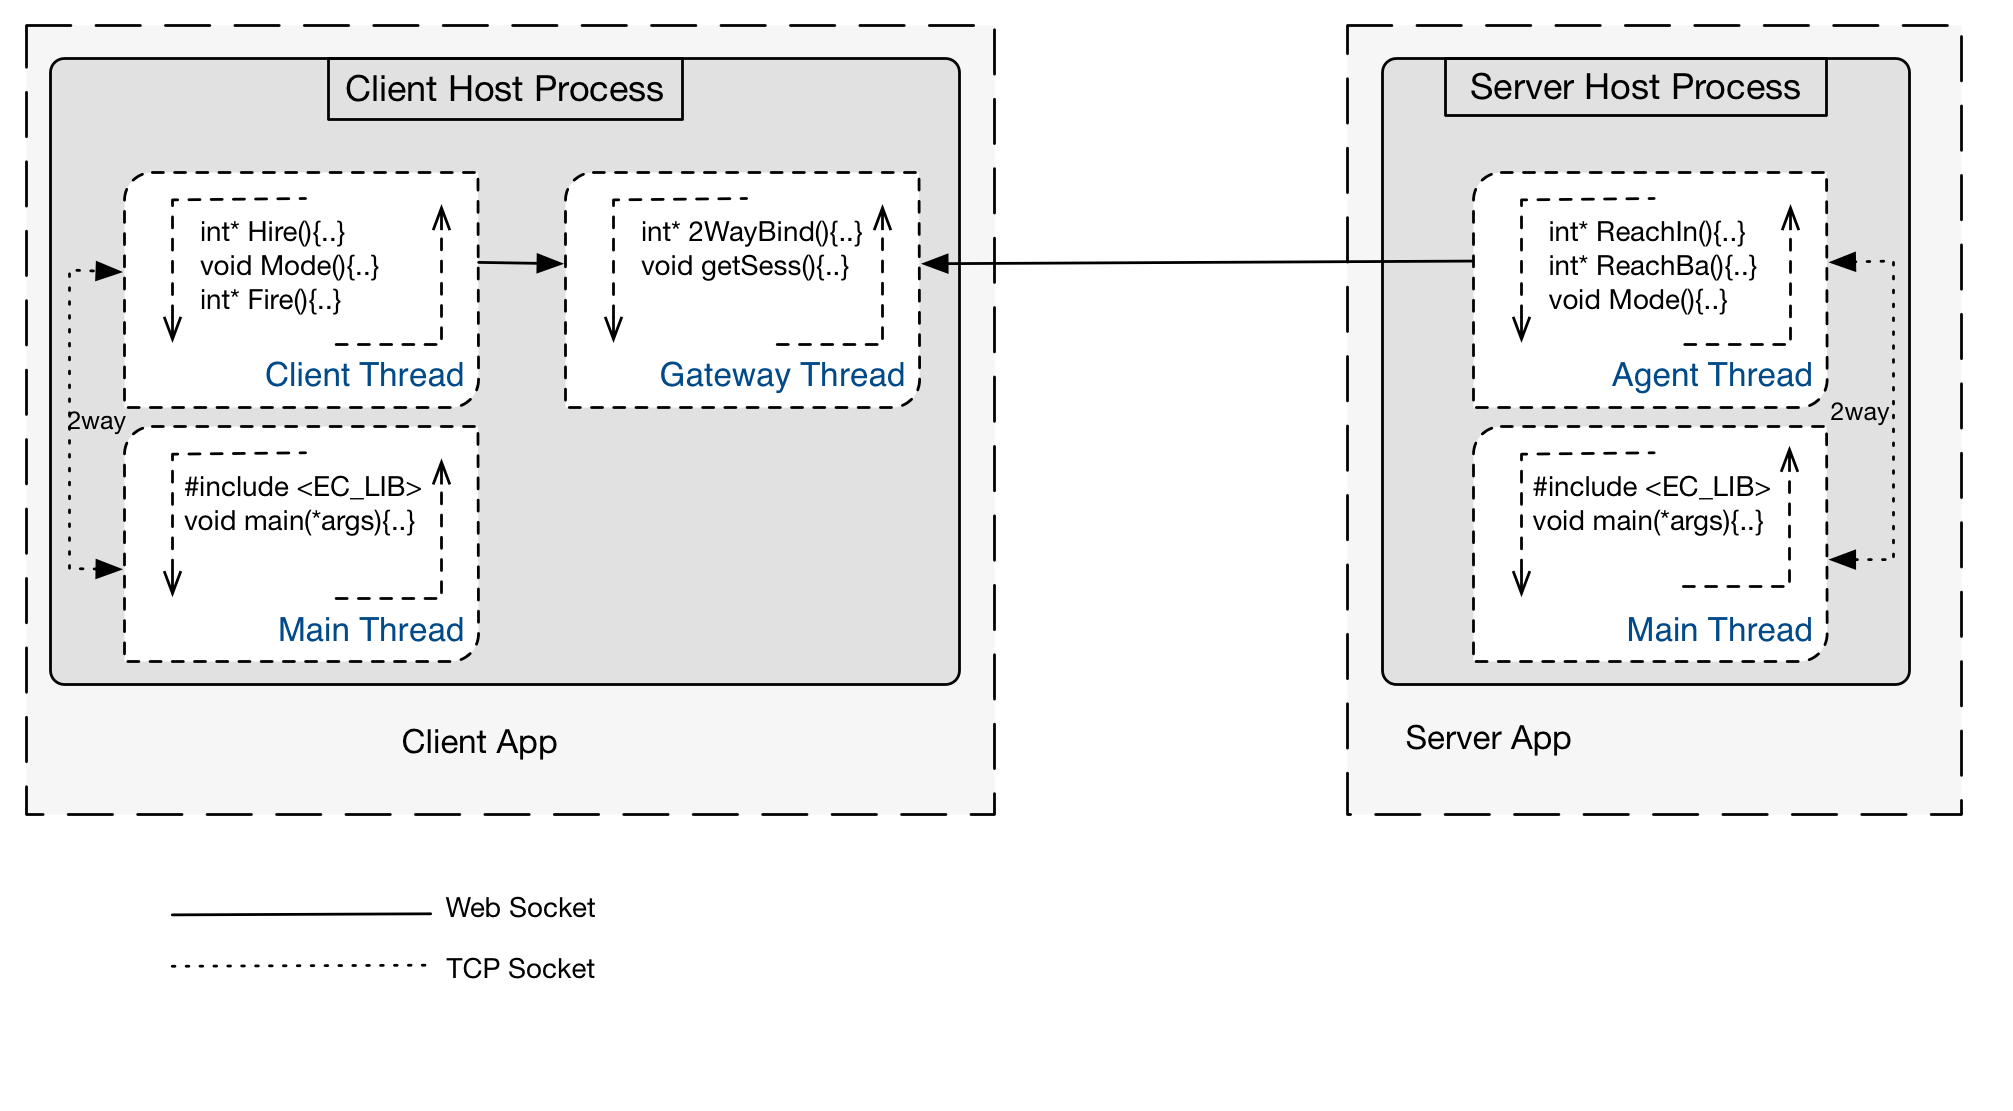 Client Host Process
int* Hire(){..}
void Mode(){..}
int* Fire(){..}
Client Thread
int* 2WayBind(){..}
void getSess(){..}
Gateway Thread
2way
#include <EC_LIB>
void main(*args){..}
Main Thread
Client App
Server Host Process
int* ReachIn(){..}
int* ReachBa(){..}
void Mode(){..}
Agent Thread
2way
#include <EC_LIB>
void main(*args){..}
Main Thread
Server App
Web Socket
TCP Socket